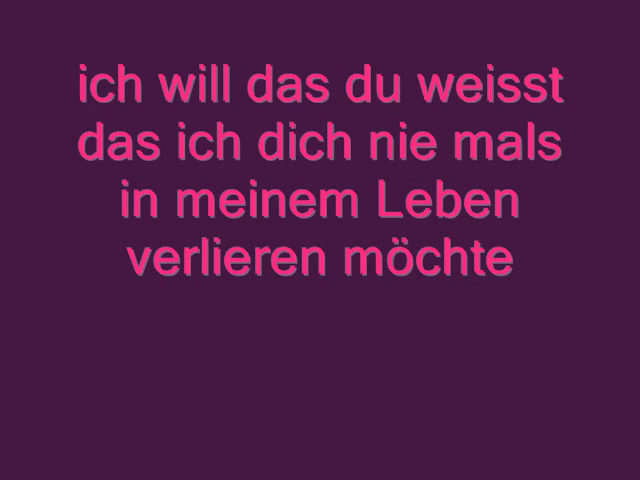 ich will das du weisst
das ich dich nie mals
in meinem Leben
verlieren möchte